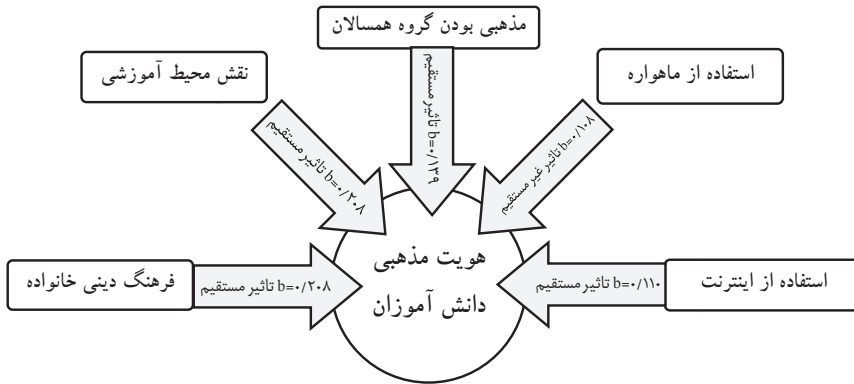 مذهبی بودن گروه همسالان
نقش محیط آموزشی
استفاده از ماهواره
تاثیر مستقیم b=۰/۱۳۹
تاثیر مستقیم b=۰/۲۰۸
تاثیر غیر مستقیم b=۰/۱۰۸
هویت مذهبی
دانش آموزان
فرهنگ دینی خانواده
تاثیر مستقیم b=۰/۲۰۸
تاثیر مستقیم b=۰/۱۱۰
استفاده از اینترنت